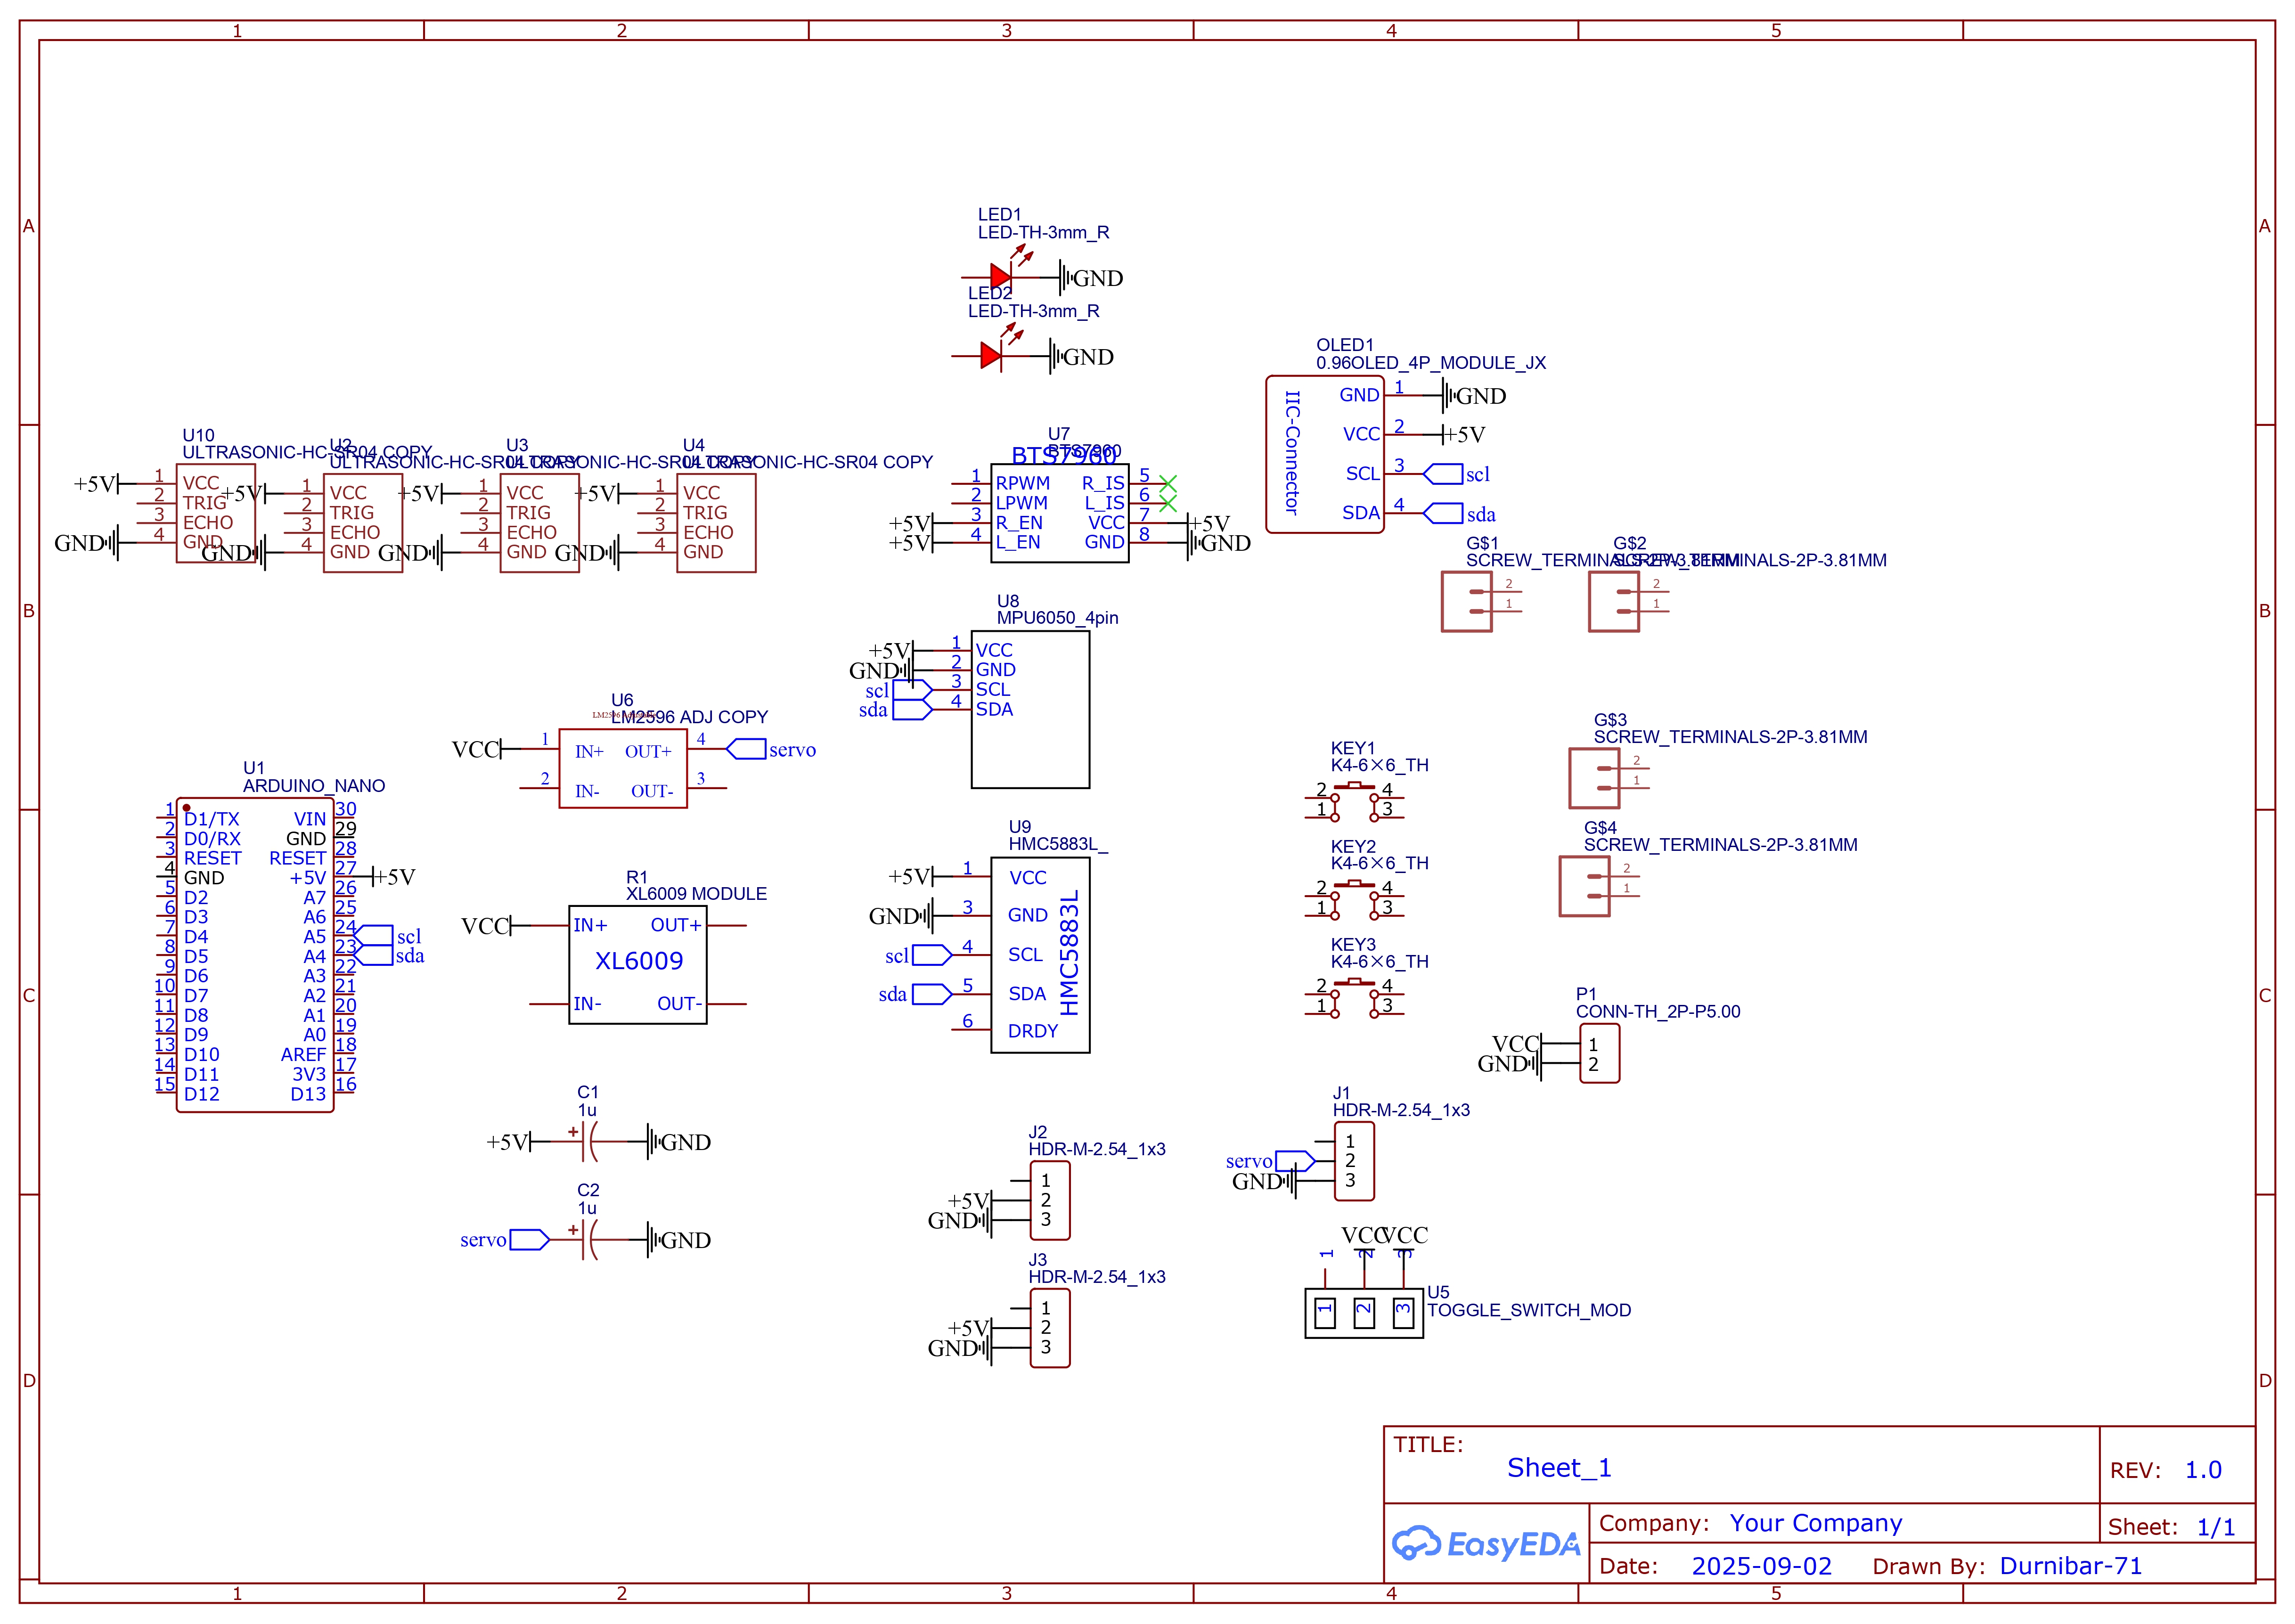 1 2 3 4 5
A A
B B
C C
D D
LED1
LED-TH-3mm_R
GND
LED2
LED-TH-3mm_R
GND
OLED1
0.96OLED_4P_MODULE_JX
IIC-Connector
GND 1 GND
VCC 2 +5V
SCL 3 scl
SDA 4 sda
U10
ULTRASONIC-HC-SR04 COPY
+5V 1 VCC
2 TRIG
3 ECHO
GND 4 GND
U2
ULTRASONIC-HC-SR04 COPY
+5V 1 VCC
2 TRIG
3 ECHO
GND 4 GND
U3
ULTRASONIC-HC-SR04 COPY
+5V 1 VCC
2 TRIG
3 ECHO
GND 4 GND
U4
ULTRASONIC-HC-SR04 COPY
+5V 1 VCC
2 TRIG
3 ECHO
GND 4 GND
U7
BTS7960
BTS7960
1 RPWM R_IS 5
2 LPWM L_IS 6
+5V 3 R_EN VCC 7 +5V
+5V 4 L_EN GND 8 GND
G$1
SCREW_TERMINALS-2P-3.81MM
2
1
G$2
SCREW_TERMINALS-2P-3.81MM
2
1
U8
MPU6050_4pin
+5V 1 VCC
GND 2 GND
scl 3 SCL
sda 4 SDA
U6
LM2596 ADJ COPY
VCC 1 IN+ OUT+ 4 servo
2 IN- OUT- 3
G$3
SCREW_TERMINALS-2P-3.81MM
2
1
KEY1
K4-6×6_TH
2 4
1 3
U1
ARDUINO_NANO
1 D1/TX VIN 30
2 D0/RX GND 29
3 RESET RESET 28
4 GND +5V 27 +5V
5 D2 A7 26
6 D3 A6 25
7 D4 A5 24 scl
8 D5 A4 23 sda
9 D6 A3 22
10 D7 A2 21
11 D8 A1 20
12 D9 A0 19
13 D10 AREF 18
14 D11 3V3 17
15 D12 D13 16
R1
XL6009 MODULE
VCC IN+ OUT+
XL6009
IN- OUT-
U9
HMC5883L_
HMC5883L
+5V 1 VCC
GND 3 GND
scl 4 SCL
sda 5 SDA
6 DRDY
KEY2
K4-6×6_TH
2 4
1 3
G$4
SCREW_TERMINALS-2P-3.81MM
2
1
KEY3
K4-6×6_TH
2 4
1 3
P1
CONN-TH_2P-P5.00
VCC 1
GND 2
C1
1u
+5V + GND
C2
1u
servo + GND
J2
HDR-M-2.54_1x3
1
+5V 2
GND 3
J1
HDR-M-2.54_1x3
1
servo 2
GND 3
J3
HDR-M-2.54_1x3
1
+5V 2
GND 3
VCC VCC
1 2 3
1 2 3
U5
TOGGLE_SWITCH_MOD
TITLE:
Sheet_1
REV: 1.0
EasyEDA
Company: Your Company
Sheet: 1/1
Date: 2025-09-02 Drawn By: Durnibar-71
1 2 3 4 5